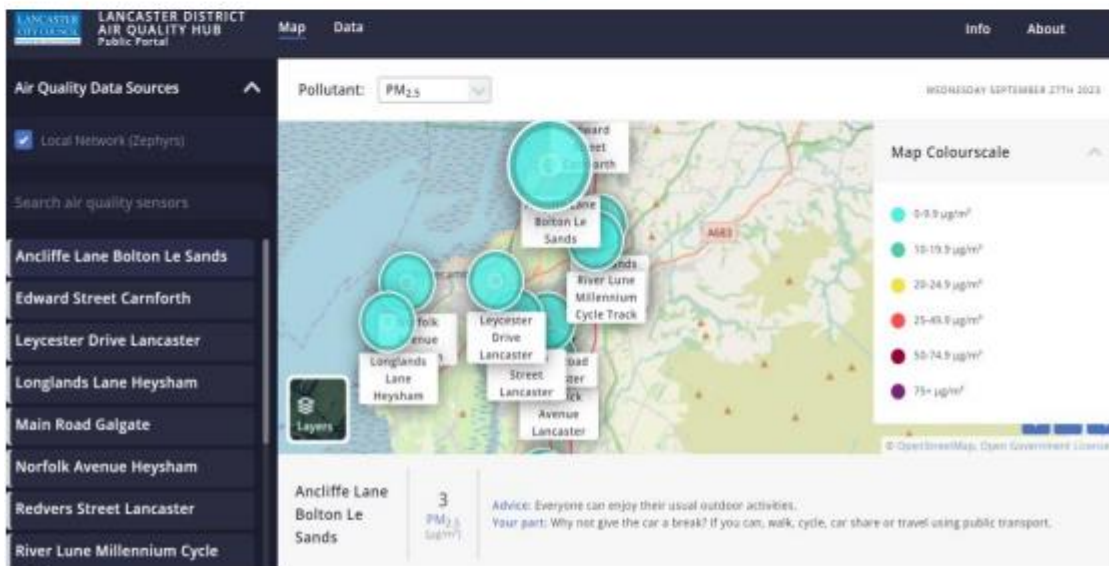 LANCASTER
CITY COUNCIL
LANCASTER DISTRICT
AIR QUALITY HUB
Public Portal
Map
Data
Info
About
Air Quality Data Sources
Local Network (Zephyrs)
Search air quality sensors
Ancliffe Lane Bolton Le Sands
Edward Street Carnforth
Leycester Drive Lancaster
Longlands Lane Heysham
Main Road Galgate
Norfolk Avenue Heysham
Redvers Street Lancaster
River Lune Millennium Cycle
Pollutant:
PM2.5
WEDNESDAY SEPTEMBER 27TH 2023
Bolton Le
Sands
A683
River Lune
Millennium
Cycle Track
Leycester
Drive
Lancaster
Longlands
Lane
Heysham
Street
Lancaster
Avenue
Lancaster
Layers
Map Colourscale
0-9.9 µg/m³
10-19.9 µg/m³
20-24.9 µg/m³
25-49.9 µg/m³
50-74.9 µg/m³
75+ µg/m³
© OpenStreetMap, Open Government License
Ancliffe Lane
Bolton Le
Sands
3
PM2.5
(µg/m³)
Advice: Everyone can enjoy their usual outdoor activities.
Your part: Why not give the car a break? If you can, walk, cycle, car share or travel using public transport.